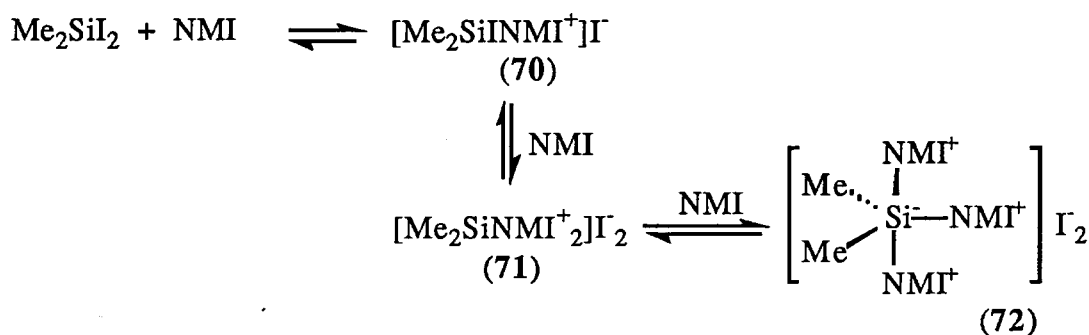 Me₂SiI₂ + NMI ⇌ [Me₂SiINMI⁺]I⁻
(70)
NMI
[Me₂SiNMI⁺₂]I⁻₂
(71)
NMI
NMI⁺
Me
Si⁻
NMI⁺
I⁻₂
Me
NMI⁺
(72)